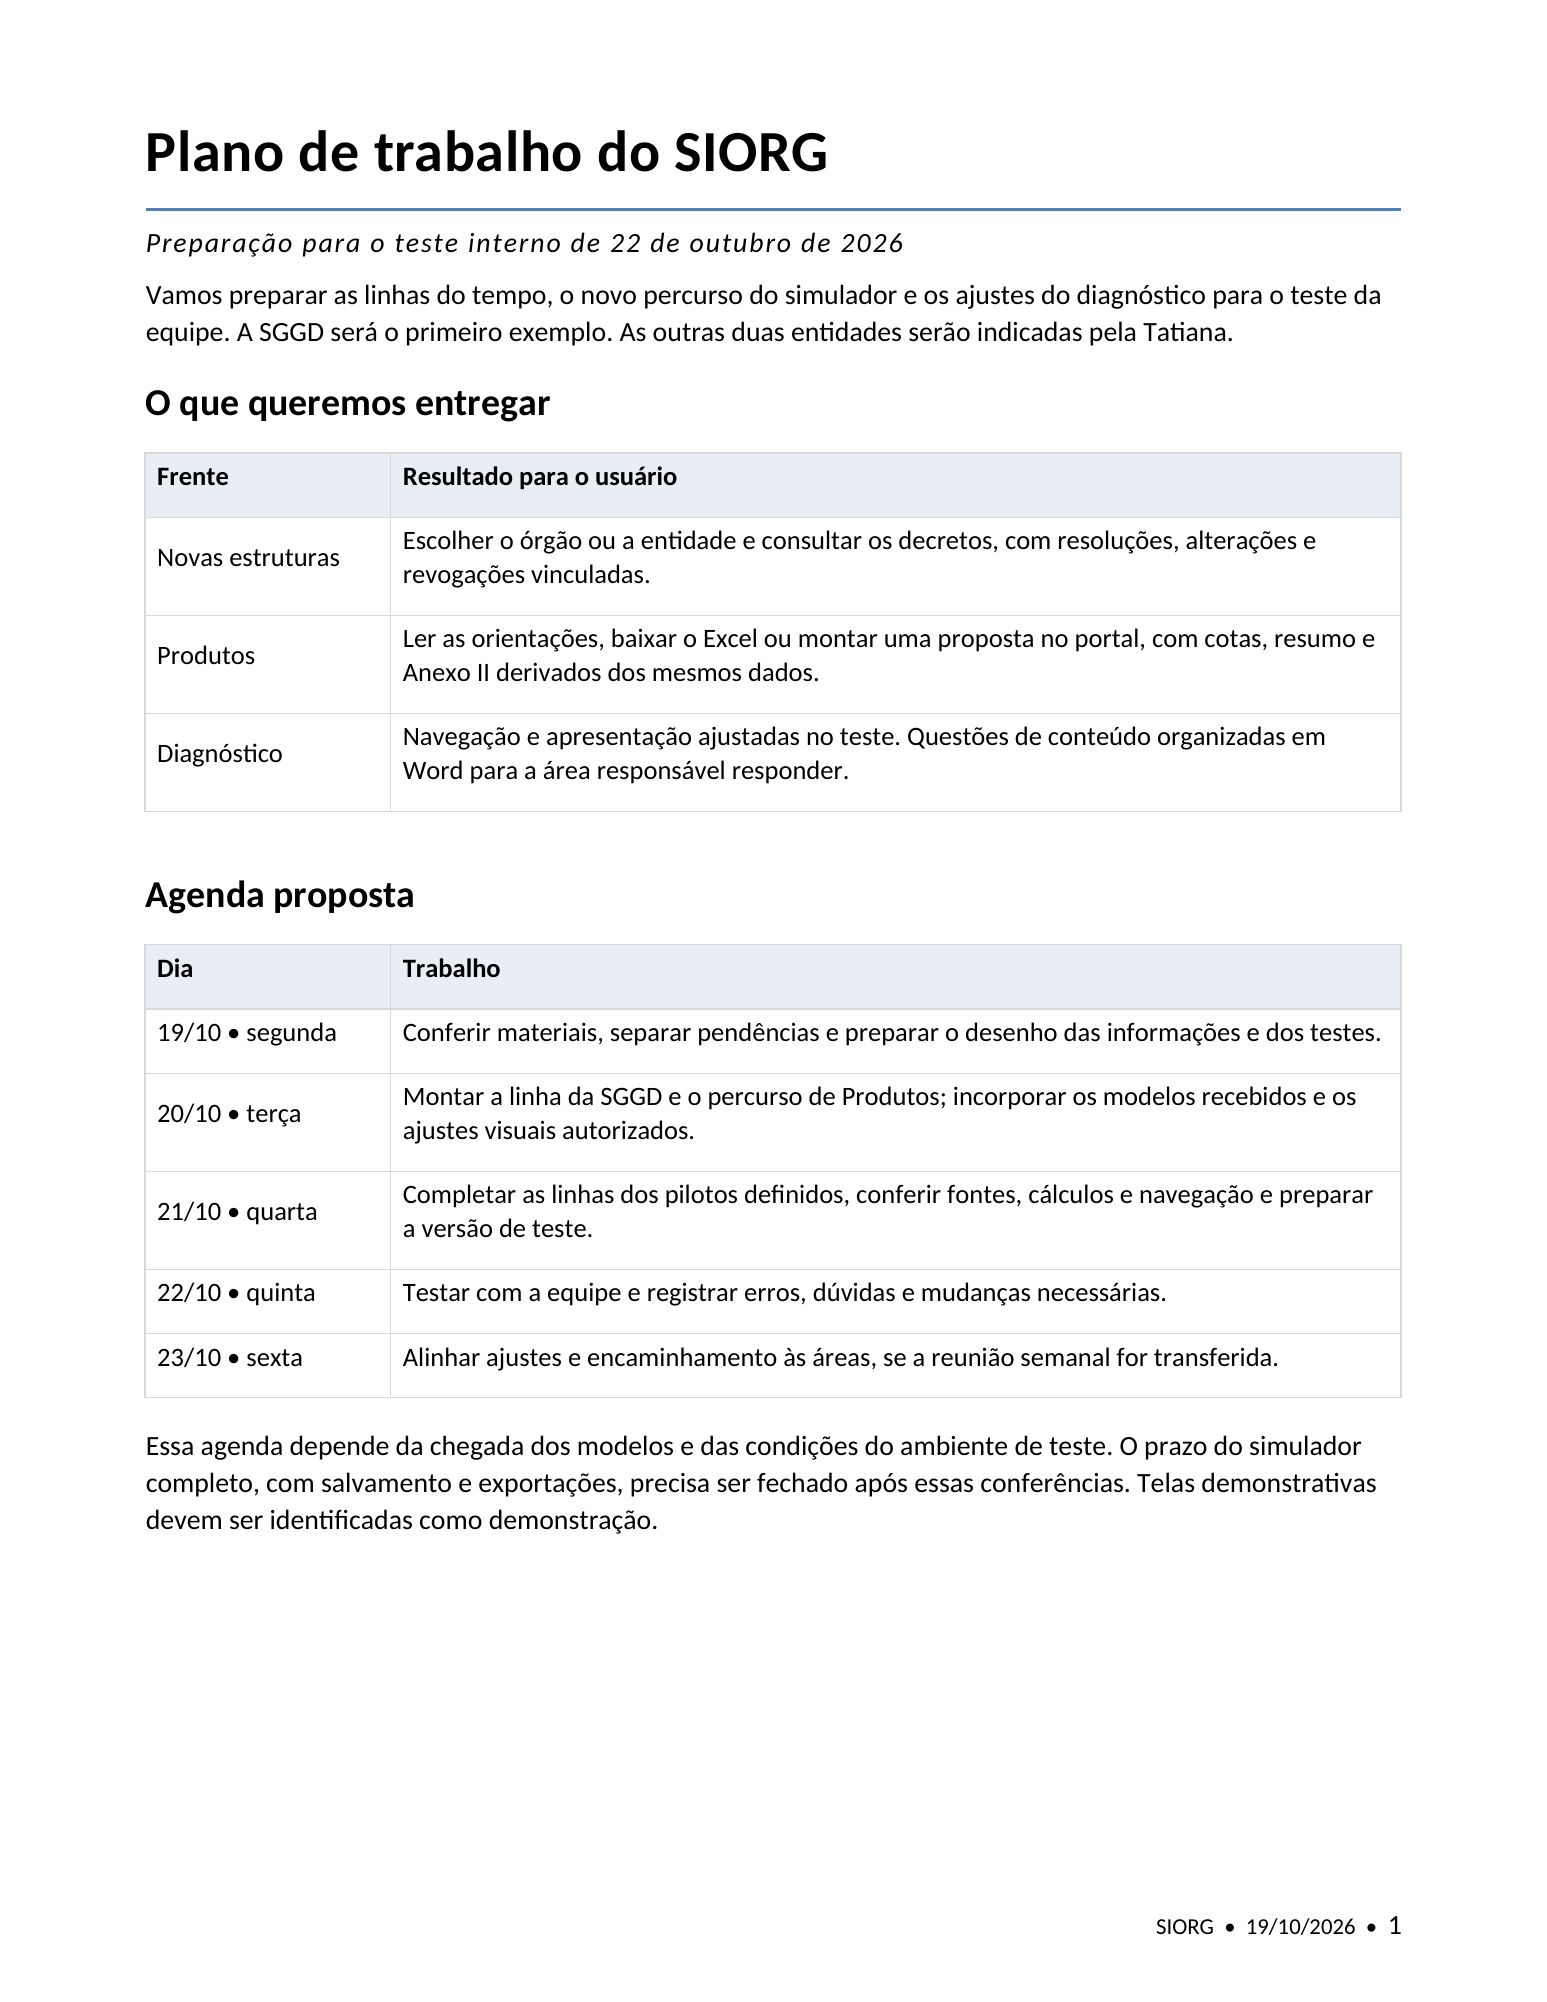 Plano de trabalho do SIORG
Preparação para o teste interno de 22 de outubro de 2026
Vamos preparar as linhas do tempo, o novo percurso do simulador e os ajustes do diagnóstico para o teste da
equipe. A SGGD será o primeiro exemplo. As outras duas entidades serão indicadas pela Tatiana.
O que queremos entregar
Frente
Resultado para o usuário
Novas estruturas
Escolher o órgão ou a entidade e consultar os decretos, com resoluções, alterações e
revogações vinculadas.
Produtos
Ler as orientações, baixar o Excel ou montar uma proposta no portal, com cotas, resumo e
Anexo II derivados dos mesmos dados.
Diagnóstico
Navegação e apresentação ajustadas no teste. Questões de conteúdo organizadas em
Word para a área responsável responder.
Agenda proposta
Dia
Trabalho
19/10 • segunda
Conferir materiais, separar pendências e preparar o desenho das informações e dos testes.
20/10 • terça
Montar a linha da SGGD e o percurso de Produtos; incorporar os modelos recebidos e os
ajustes visuais autorizados.
21/10 • quarta
Completar as linhas dos pilotos definidos, conferir fontes, cálculos e navegação e preparar
a versão de teste.
22/10 • quinta
Testar com a equipe e registrar erros, dúvidas e mudanças necessárias.
23/10 • sexta
Alinhar ajustes e encaminhamento às áreas, se a reunião semanal for transferida.
Essa agenda depende da chegada dos modelos e das condições do ambiente de teste. O prazo do simulador
completo, com salvamento e exportações, precisa ser fechado após essas conferências. Telas demonstrativas
devem ser identificadas como demonstração.
SIORG • 19/10/2026 • 1